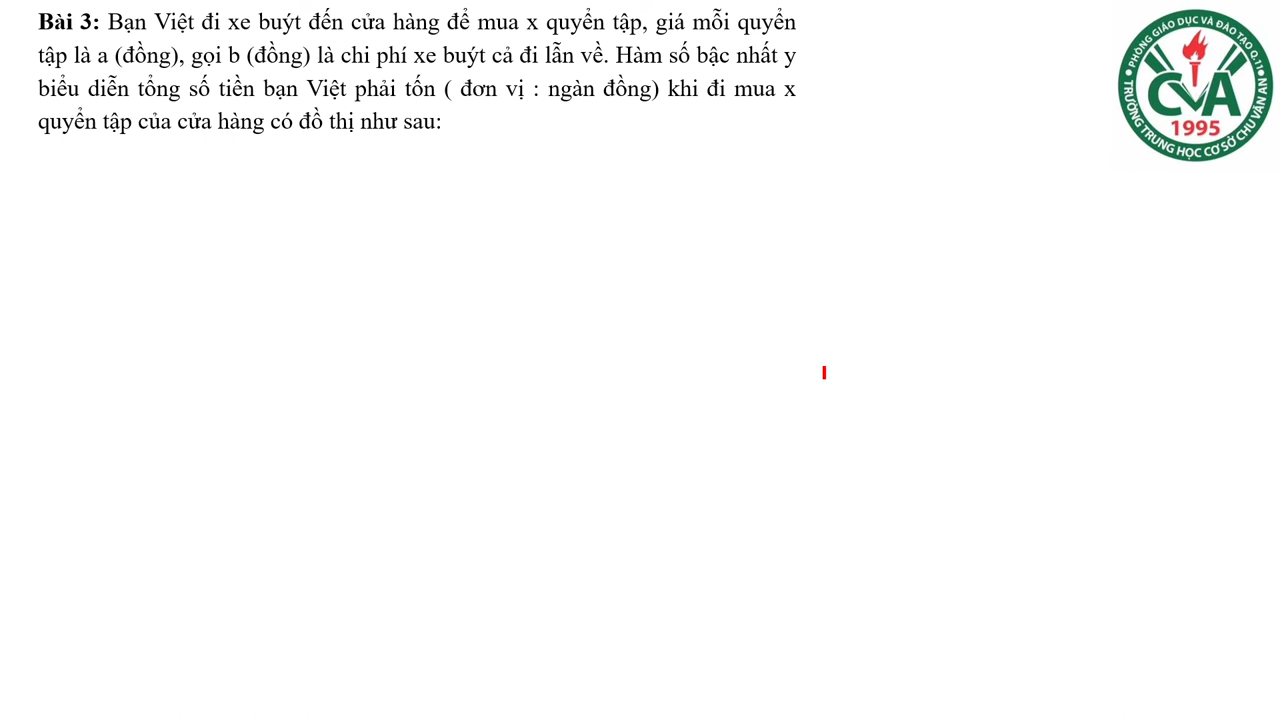 Bài 3: Bạn Việt đi xe buýt đến cửa hàng để mua x quyển tập, giá mỗi quyển
tập là a (đồng), gọi b (đồng) là chi phí xe buýt cả đi lẫn về. Hàm số bậc nhất y
biểu diễn tổng số tiền bạn Việt phải tốn ( đơn vị : ngàn đồng) khi đi mua x
quyển tập của cửa hàng có đồ thị như sau:
PHÒNG GIÁO DỤC VÀ ĐÀO TẠO Q.11
CVA
1995
TRƯỜNG TRUNG HỌC CƠ SỞ CHU VĂN AN